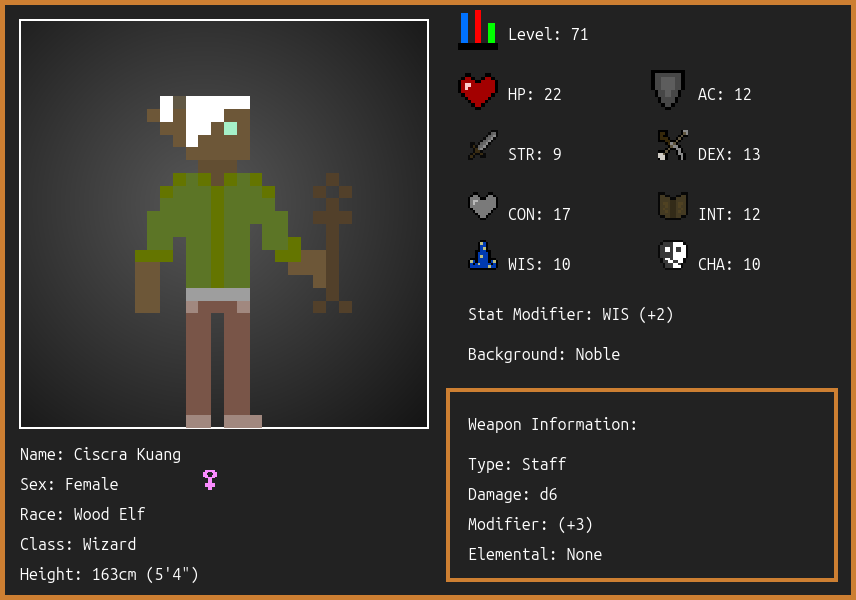 Level: 71
HP: 22
AC: 12
STR: 9
DEX: 13
CON: 17
INT: 12
WIS: 10
CHA: 10
Stat Modifier: WIS (+2)
Background: Noble
Weapon Information:
Type: Staff
Damage: d6
Modifier: (+3)
Elemental: None
Name: Ciscra Kuang
Sex: Female
Race: Wood Elf
Class: Wizard
Height: 163cm (5'4")